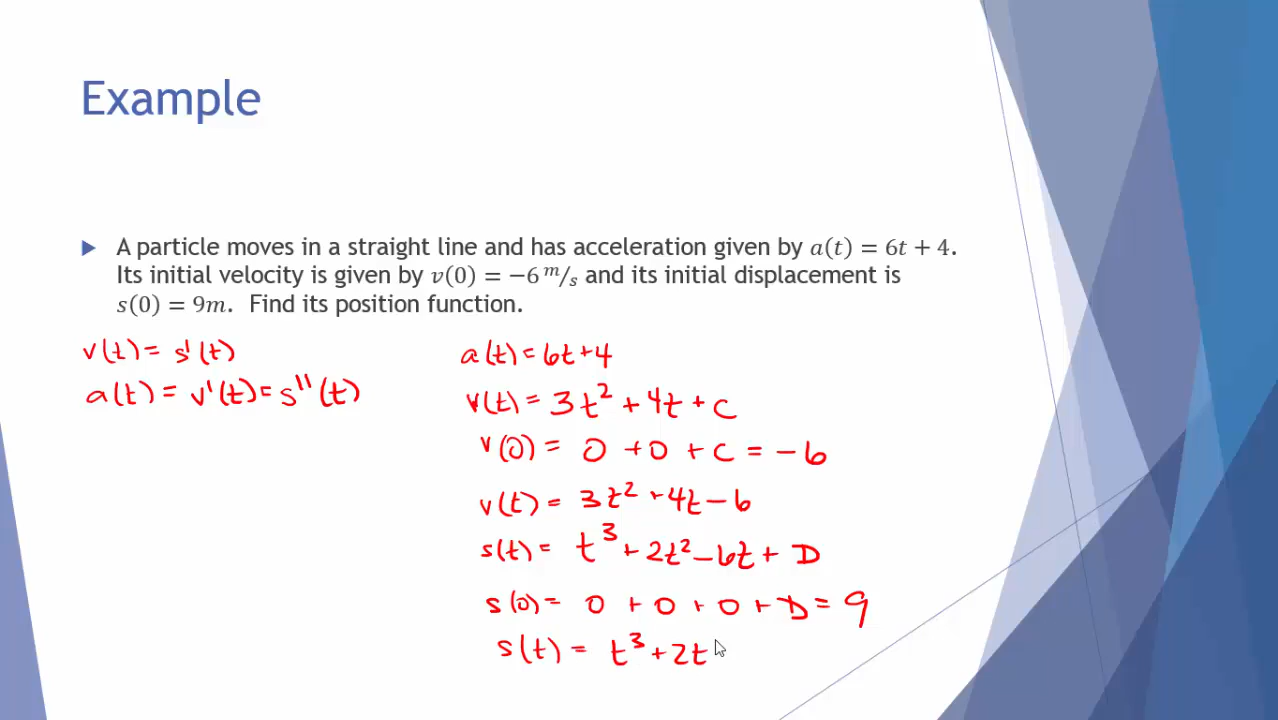 Example
A particle moves in a straight line and has acceleration given by a(t) = 6t + 4.
Its initial velocity is given by v(0) = −6 m/s and its initial displacement is
s(0) = 9m. Find its position function.
v(t) = s'(t)
a(t) = v'(t) = s''(t)
a(t) = 6t+4
v(t) = 3t² + 4t + C
v(0) = 0 + 0 + C = −6
v(t) = 3t² + 4t − 6
s(t) = t³ + 2t² − 6t + D
s(0) = 0 + 0 + 0 + D = 9
s(t) = t³ + 2t